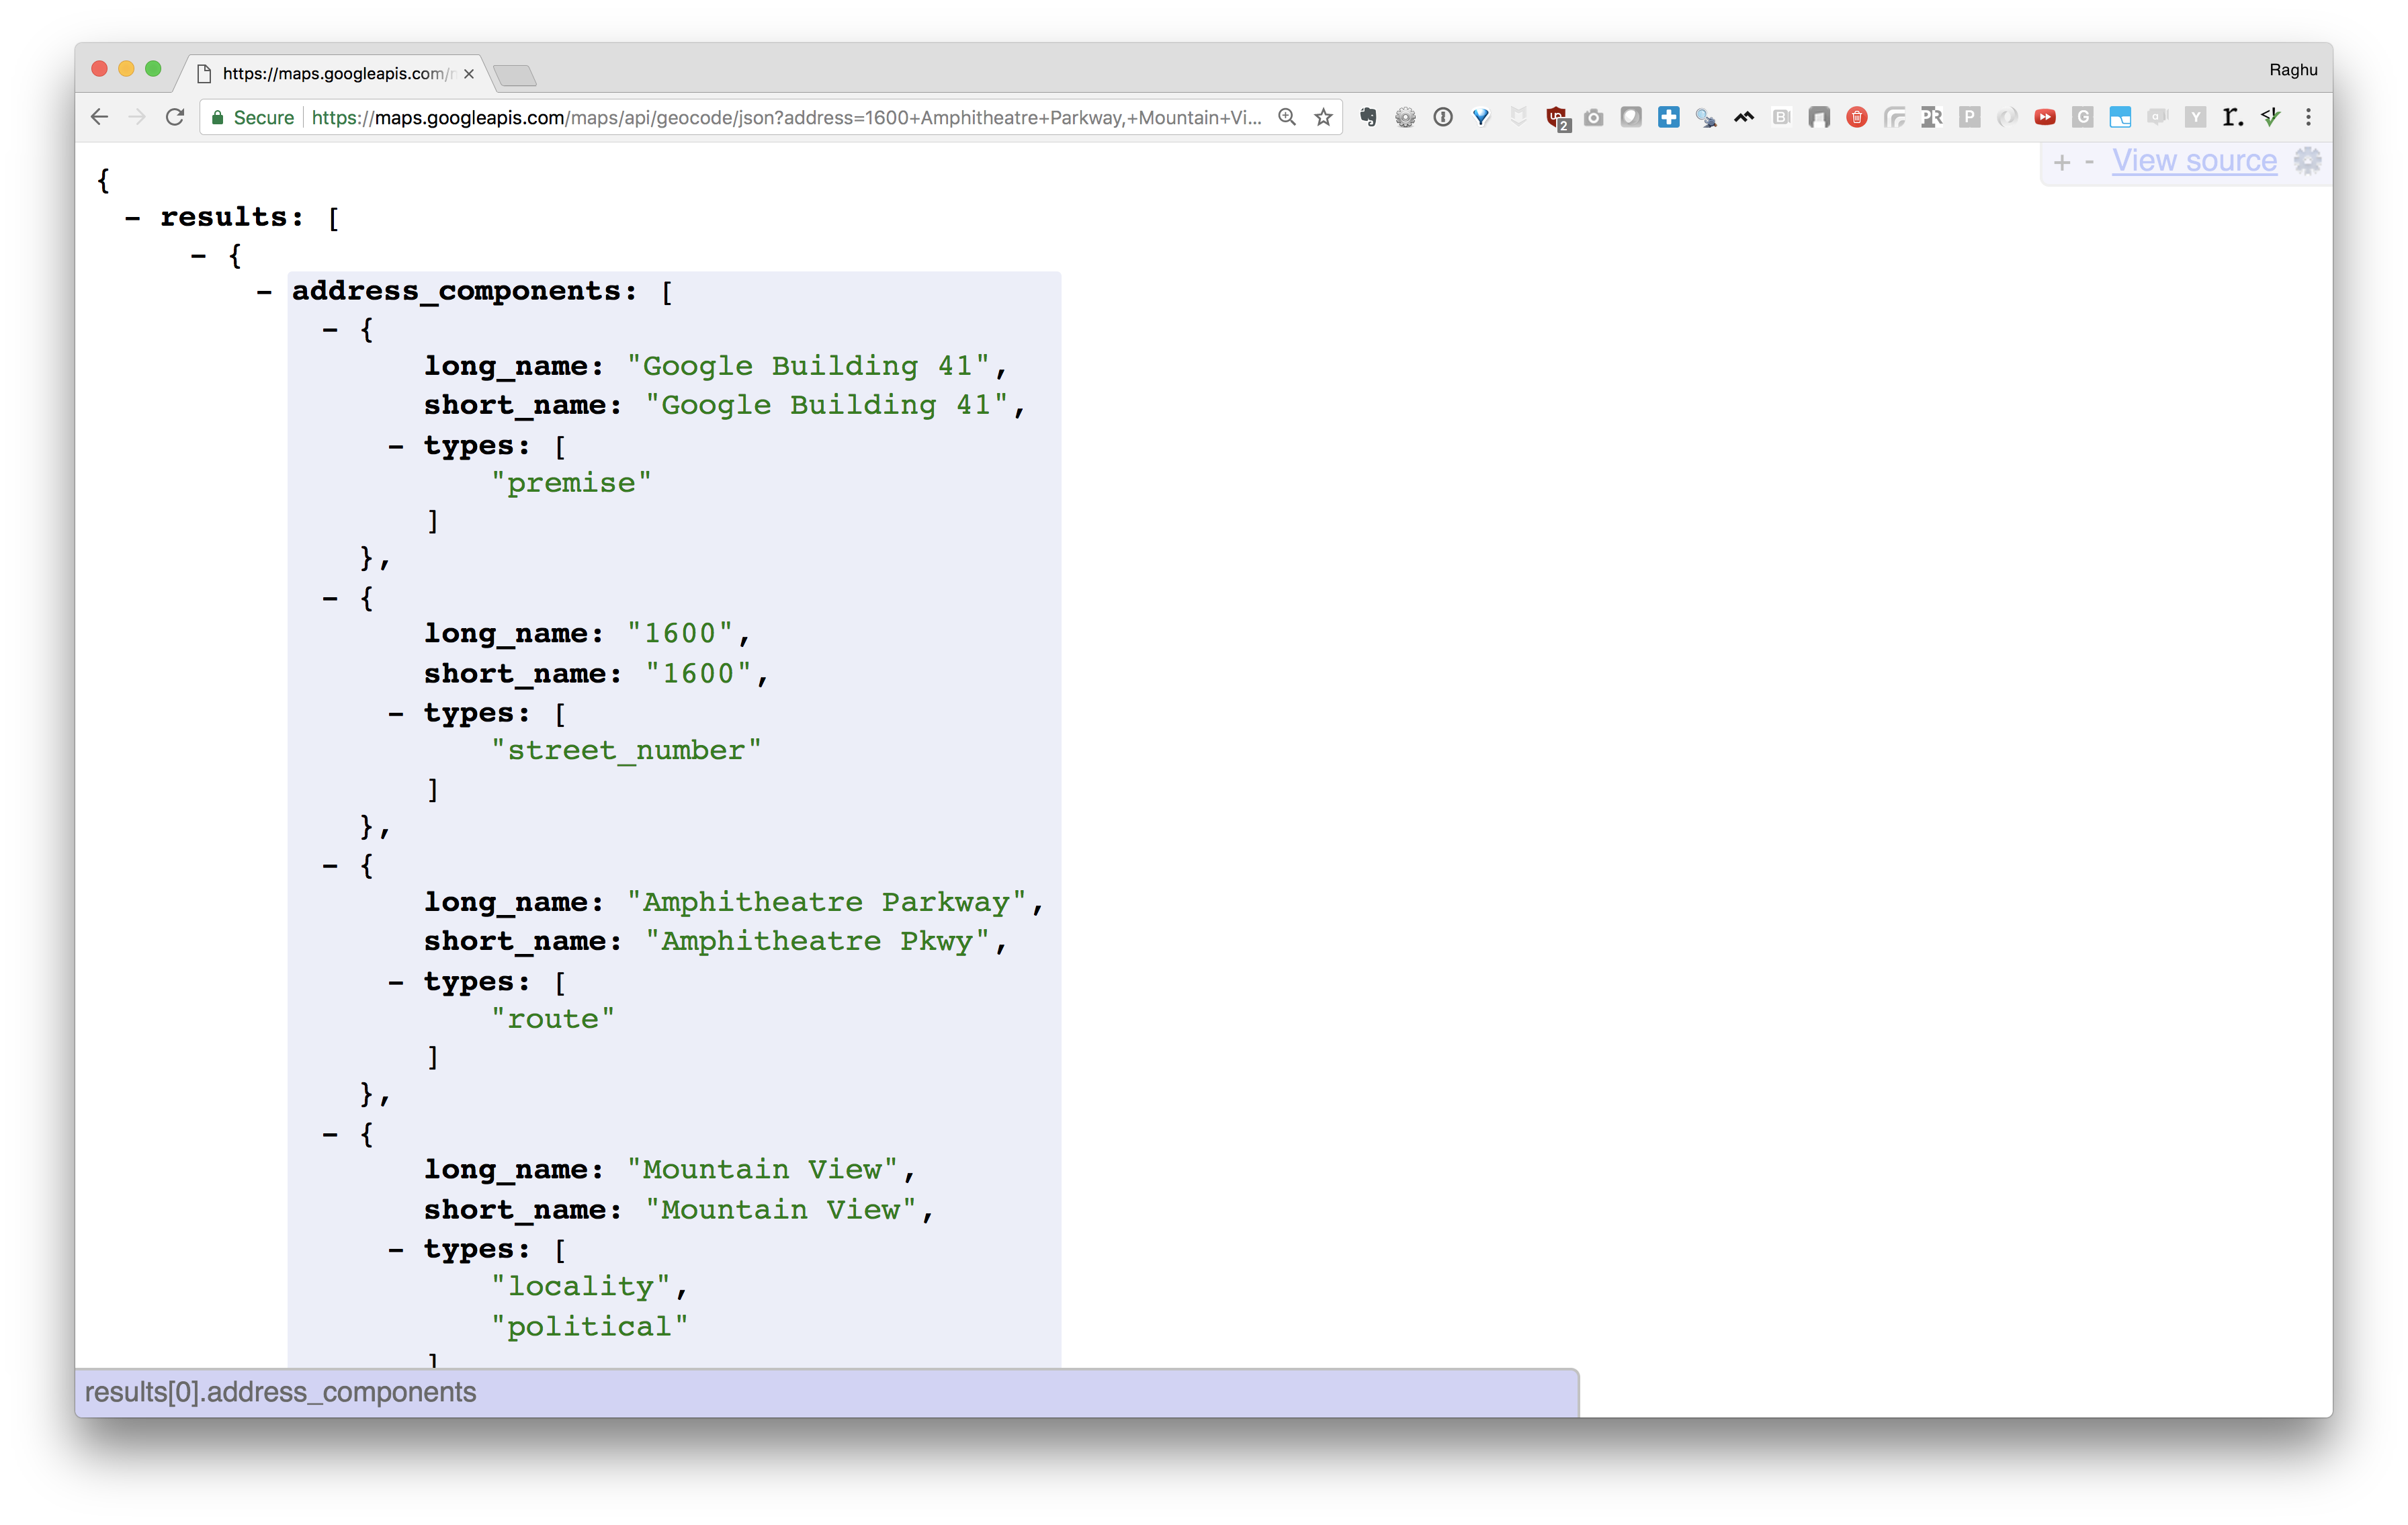 https://maps.googleapis.com/
Raghu
Secure
https://maps.googleapis.com/maps/api/geocode/json?address=1600+Amphitheatre+Parkway,+Mountain+Vi...
2
B
PR
P
G
a
Y
r.
+ - View source
{
- results: [
- {
- address_components: [
- {
long_name: "Google Building 41",
short_name: "Google Building 41",
- types: [
"premise"
]
},
- {
long_name: "1600",
short_name: "1600",
- types: [
"street_number"
]
},
- {
long_name: "Amphitheatre Parkway",
short_name: "Amphitheatre Pkwy",
- types: [
"route"
]
},
- {
long_name: "Mountain View",
short_name: "Mountain View",
- types: [
"locality",
"political"
]
results[0].address_components